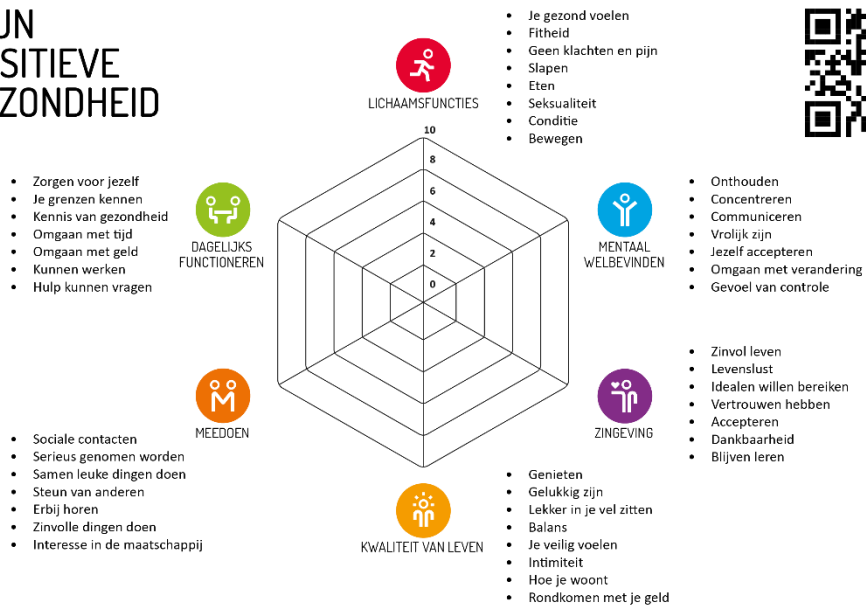 JN
SITIEVE
ZONDHEID
LICHAAMSFUNCTIES
• Je gezond voelen
• Fitheid
• Geen klachten en pijn
• Slapen
• Eten
• Seksualiteit
• Conditie
• Bewegen
10
8
6
4
2
0
• Zorgen voor jezelf
• Je grenzen kennen
• Kennis van gezondheid
• Omgaan met tijd
• Omgaan met geld
• Kunnen werken
• Hulp kunnen vragen
DAGELIJKS
FUNCTIONEREN
MENTAAL
WELBEVINDEN
• Onthouden
• Concentreren
• Communiceren
• Vrolijk zijn
• Jezelf accepteren
• Omgaan met verandering
• Gevoel van controle
ZINGEVING
• Zinvol leven
• Levenslust
• Idealen willen bereiken
• Vertrouwen hebben
• Accepteren
• Dankbaarheid
• Blijven leren
MEEDOEN
• Sociale contacten
• Serieus genomen worden
• Samen leuke dingen doen
• Steun van anderen
• Erbij horen
• Zinvolle dingen doen
• Interesse in de maatschappij
KWALITEIT VAN LEVEN
• Genieten
• Gelukkig zijn
• Lekker in je vel zitten
• Balans
• Je veilig voelen
• Intimiteit
• Hoe je woont
• Rondkomen met je geld